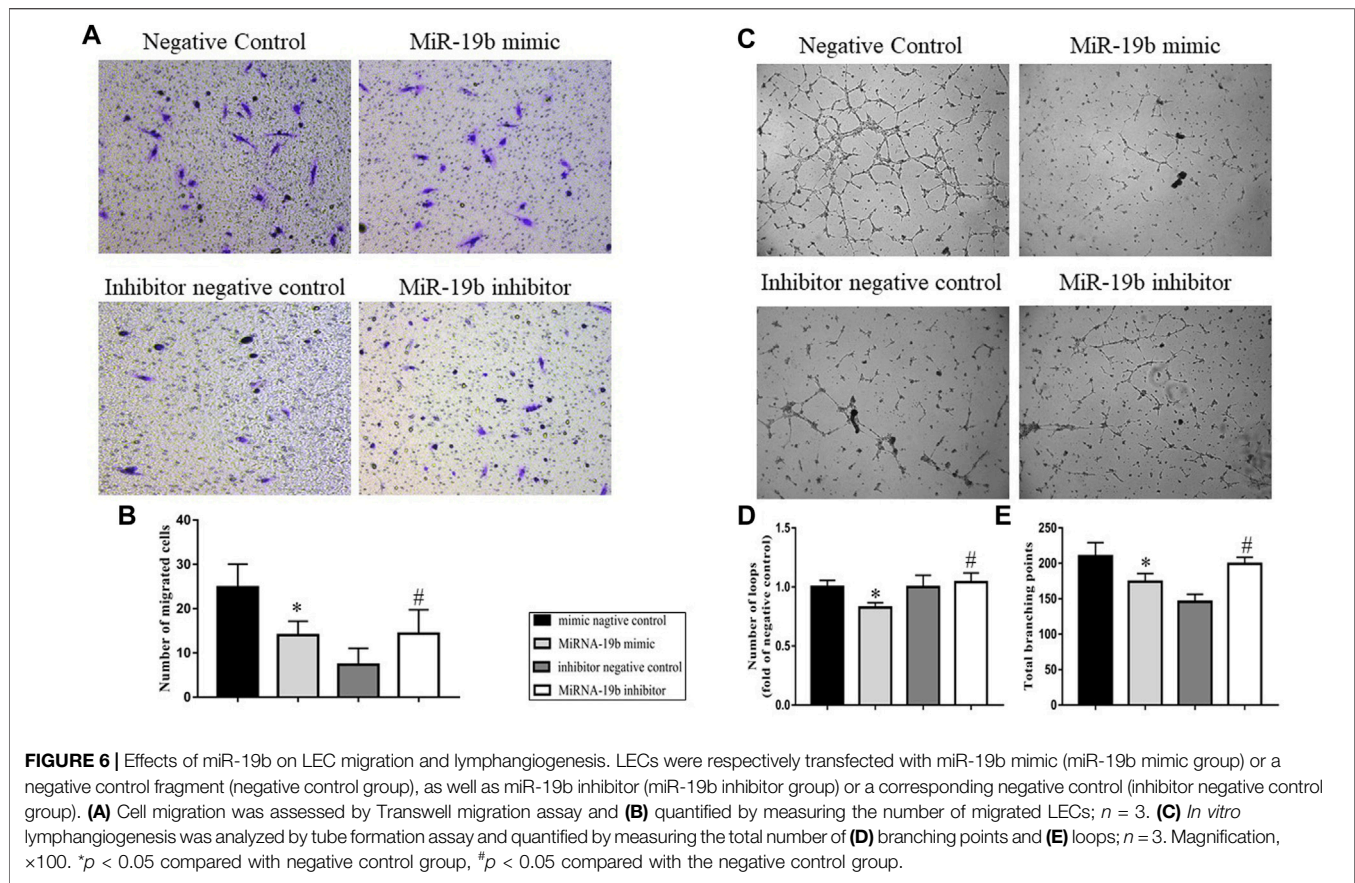 A
Negative Control
MiR-19b mimic
Inhibitor negative control
MiR-19b inhibitor
B
Number of migrated cells
40
30
20
10
0
*
#
mimic nagtive control
MiRNA-19b mimic
inhibitor negative control
MiRNA-19b inhibitor
C
Negative Control
MiR-19b mimic
Inhibitor negative control
MiR-19b inhibitor
D
Number of loops
(fold of negative control)
1.5
1.0
0.5
0.0
*
#
E
Total branching points
250
200
150
100
50
0
*
#
FIGURE 6 | Effects of miR-19b on LEC migration and lymphangiogenesis. LECs were respectively transfected with miR-19b mimic (miR-19b mimic group) or a
negative control fragment (negative control group), as well as miR-19b inhibitor (miR-19b inhibitor group) or a corresponding negative control (inhibitor negative control
group). (A) Cell migration was assessed by Transwell migration assay and (B) quantified by measuring the number of migrated LECs; n = 3. (C) In vitro
lymphangiogenesis was analyzed by tube formation assay and quantified by measuring the total number of (D) branching points and (E) loops; n = 3. Magnification,
×100. *p < 0.05 compared with negative control group, #p < 0.05 compared with the negative control group.